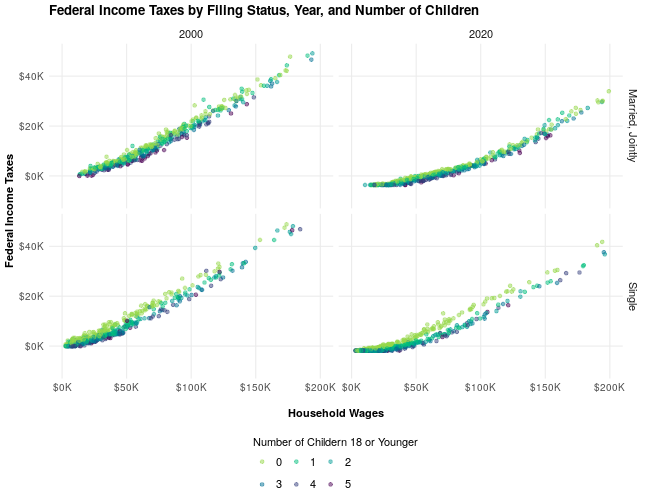 Federal Income Taxes by Filing Status, Year, and Number of Children
2000
2020
$40K
$20K
$0K
Married, Jointly
$40K
$20K
$0K
Single
Federal Income Taxes
$0K $50K $100K $150K $200K
$0K $50K $100K $150K $200K
Household Wages
Number of Childern 18 or Younger
0 1 2
3 4 5